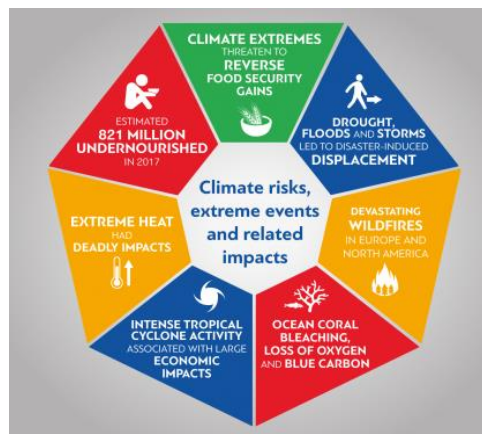 CLIMATE EXTREMES
THREATEN TO
REVERSE
FOOD SECURITY
GAINS
DROUGHT,
FLOODS AND STORMS
LED TO DISASTER-INDUCED
DISPLACEMENT
DEVASTATING
WILDFIRES
IN EUROPE AND
NORTH AMERICA
OCEAN CORAL
BLEACHING,
LOSS OF OXYGEN
AND BLUE CARBON
INTENSE TROPICAL
CYCLONE ACTIVITY
ASSOCIATED WITH LARGE
ECONOMIC
IMPACTS
EXTREME HEAT
HAD
DEADLY IMPACTS
ESTIMATED
821 MILLION
UNDERNOURISHED
IN 2017
Climate risks,
extreme events
and related
impacts